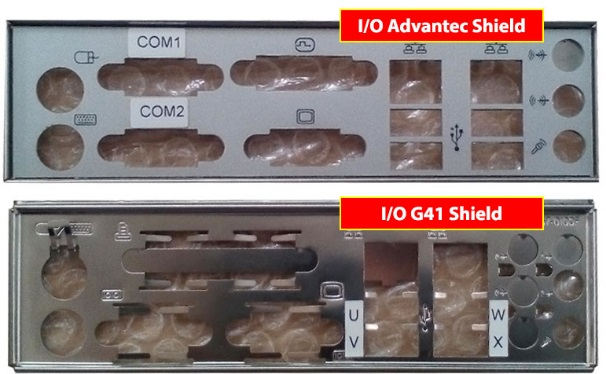 I/O Advantec Shield
COM1
COM2
I/O G41 Shield
U
V
W
X